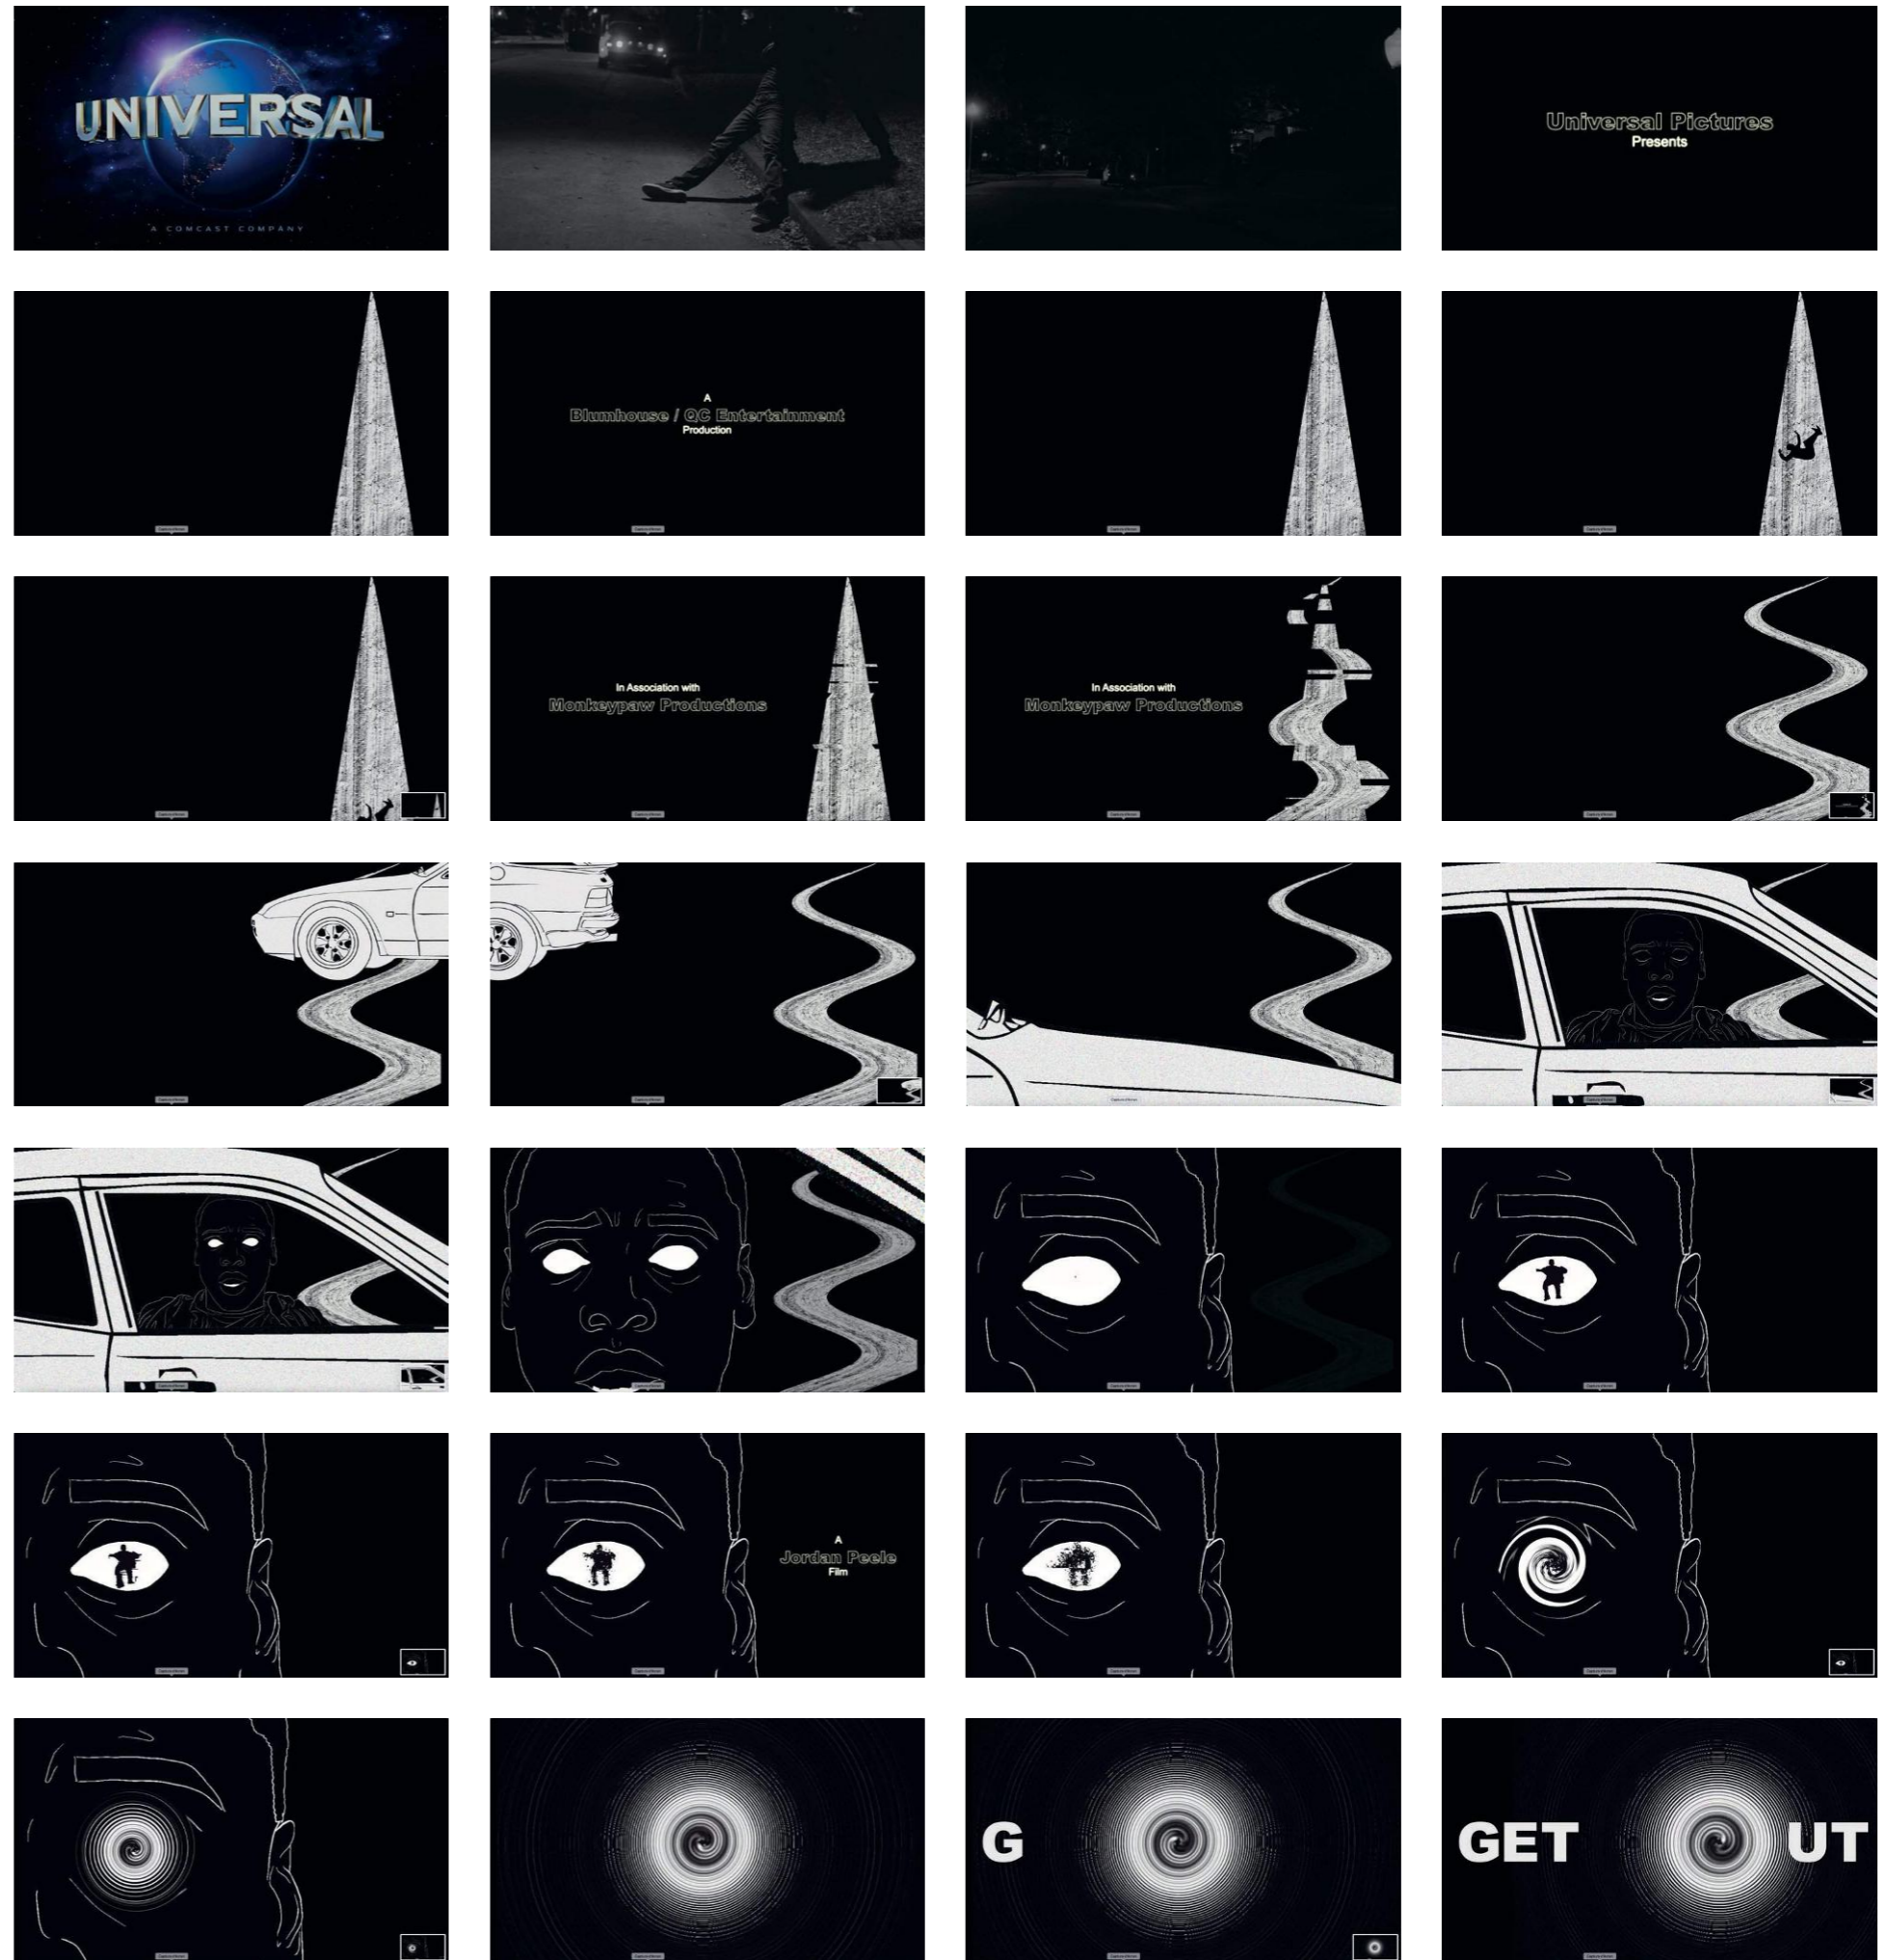 UNIVERSAL
A COMCAST COMPANY
Universal Pictures
Presents
A
Blumhouse / QC Entertainment
Production
In Association with
Monkeypaw Productions
In Association with
Monkeypaw Productions
A
Jordan Peele
Film
G
GET UT